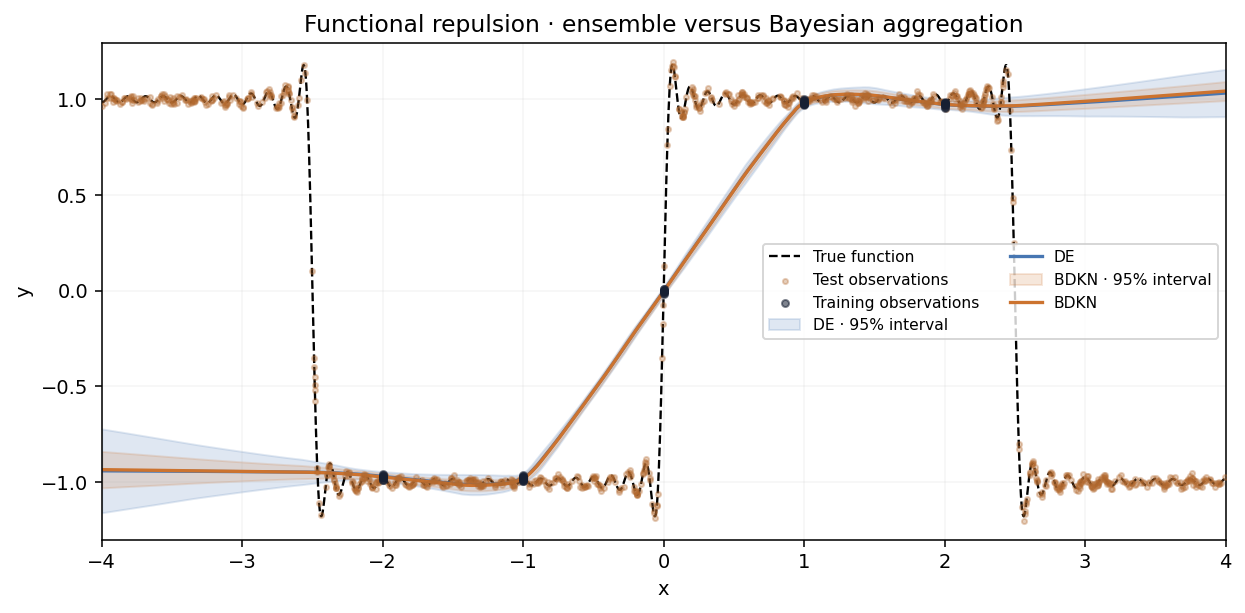 Functional repulsion · ensemble versus Bayesian aggregation
y
1.0
0.5
0.0
−0.5
−1.0
True function
Test observations
Training observations
DE · 95% interval
DE
BDKN · 95% interval
BDKN
−4 −3 −2 −1 0 1 2 3 4
x